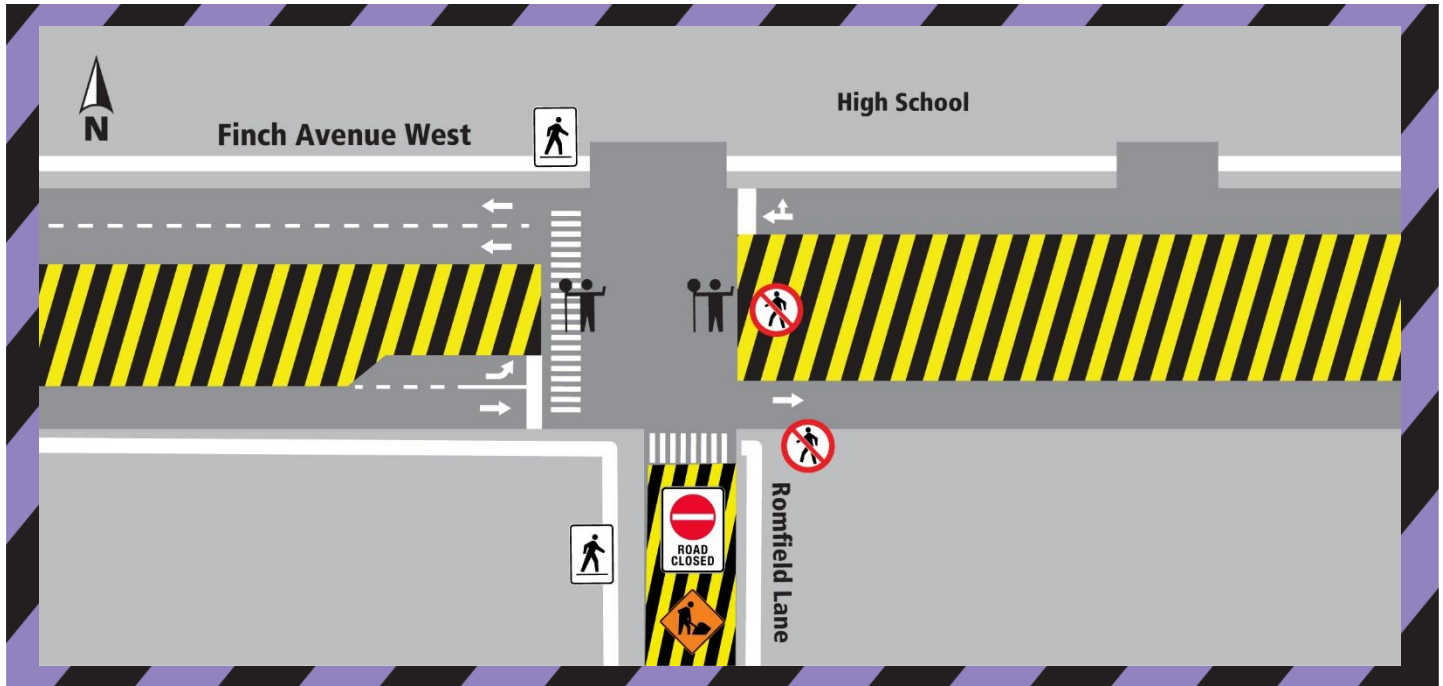 High School
Finch Avenue West
N
ROAD
CLOSED
Romfield Lane